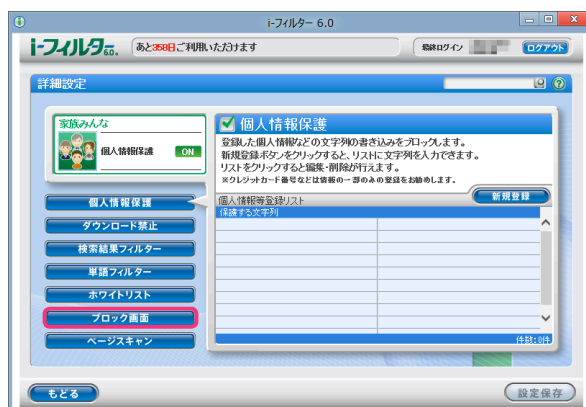 i-フィルター 6.0
i-フィルター6.0. あと358日ご利用いただけます 最終ログイン ログアウト
詳細設定
家族みんな
個人情報保護 ON
個人情報保護
登録した個人情報などの文字列の書き込みをブロックします。
新規登録ボタンをクリックすると、リストに文字列を入力できます。
リストをクリックすると編集・削除が行えます。
※クレジットカード番号などは情報の一部のみの登録をお勧めします。
個人情報等登録リスト 新規登録
保護する文字列
件数:0件
個人情報保護
ダウンロード禁止
検索結果フィルター
単語フィルター
ホワイトリスト
ブロック画面
ページスキャン
もどる 設定保存